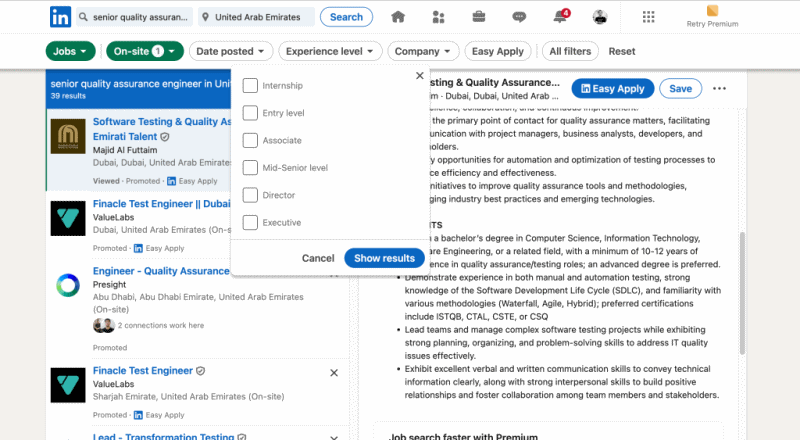 in
senior quality assuran...
United Arab Emirates
Search
4
Retry Premium
Jobs
On-site 1
Date posted
Experience level
Company
Easy Apply
All filters
Reset
senior quality assurance engineer in Unit
39 results
Software Testing & Quality As
Emirati Talent
Majid Al Futtaim
Dubai, Dubai, United Arab Emirates
Viewed · Promoted · in Easy Apply
Finacle Test Engineer || Dubai
ValueLabs
Dubai, United Arab Emirates (On-s
Promoted · in Easy Apply
Engineer - Quality Assurance
Presight
Abu Dhabi, Abu Dhabi Emirate, United Arab Emirates
(On-site)
2 connections work here
Promoted
Finacle Test Engineer
ValueLabs
Sharjah Emirate, United Arab Emirates (On-site)
Promoted · in Easy Apply
Lead - Transformation Testing
Internship
Entry level
Associate
Mid-Senior level
Director
Executive
Cancel
Show results
sting & Quality Assurance...
im · Dubai, Dubai, United Arab ...
in Easy Apply
Save
the primary point of contact for quality assurance matters, facilitating
unication with project managers, business analysts, developers, and
holders.
fy opportunities for automation and optimization of testing processes to
ce efficiency and effectiveness.
initiatives to improve quality assurance tools and methodologies,
ging industry best practices and emerging technologies.
NTS
a bachelor's degree in Computer Science, Information Technology,
are Engineering, or a related field, with a minimum of 10-12 years of
ence in quality assurance/testing roles; an advanced degree is preferred.
• Demonstrate experience in both manual and automation testing, strong
knowledge of the Software Development Life Cycle (SDLC), and familiarity with
various methodologies (Waterfall, Agile, Hybrid); preferred certifications
include ISTQB, CTAL, CSTE, or CSQ
• Lead teams and manage complex software testing projects while exhibiting
strong planning, organizing, and problem-solving skills to address IT quality
issues effectively.
• Exhibit excellent verbal and written communication skills to convey technical
information clearly, along with strong interpersonal skills to build positive
relationships and foster collaboration among team members and stakeholders.
Job search faster with Premium